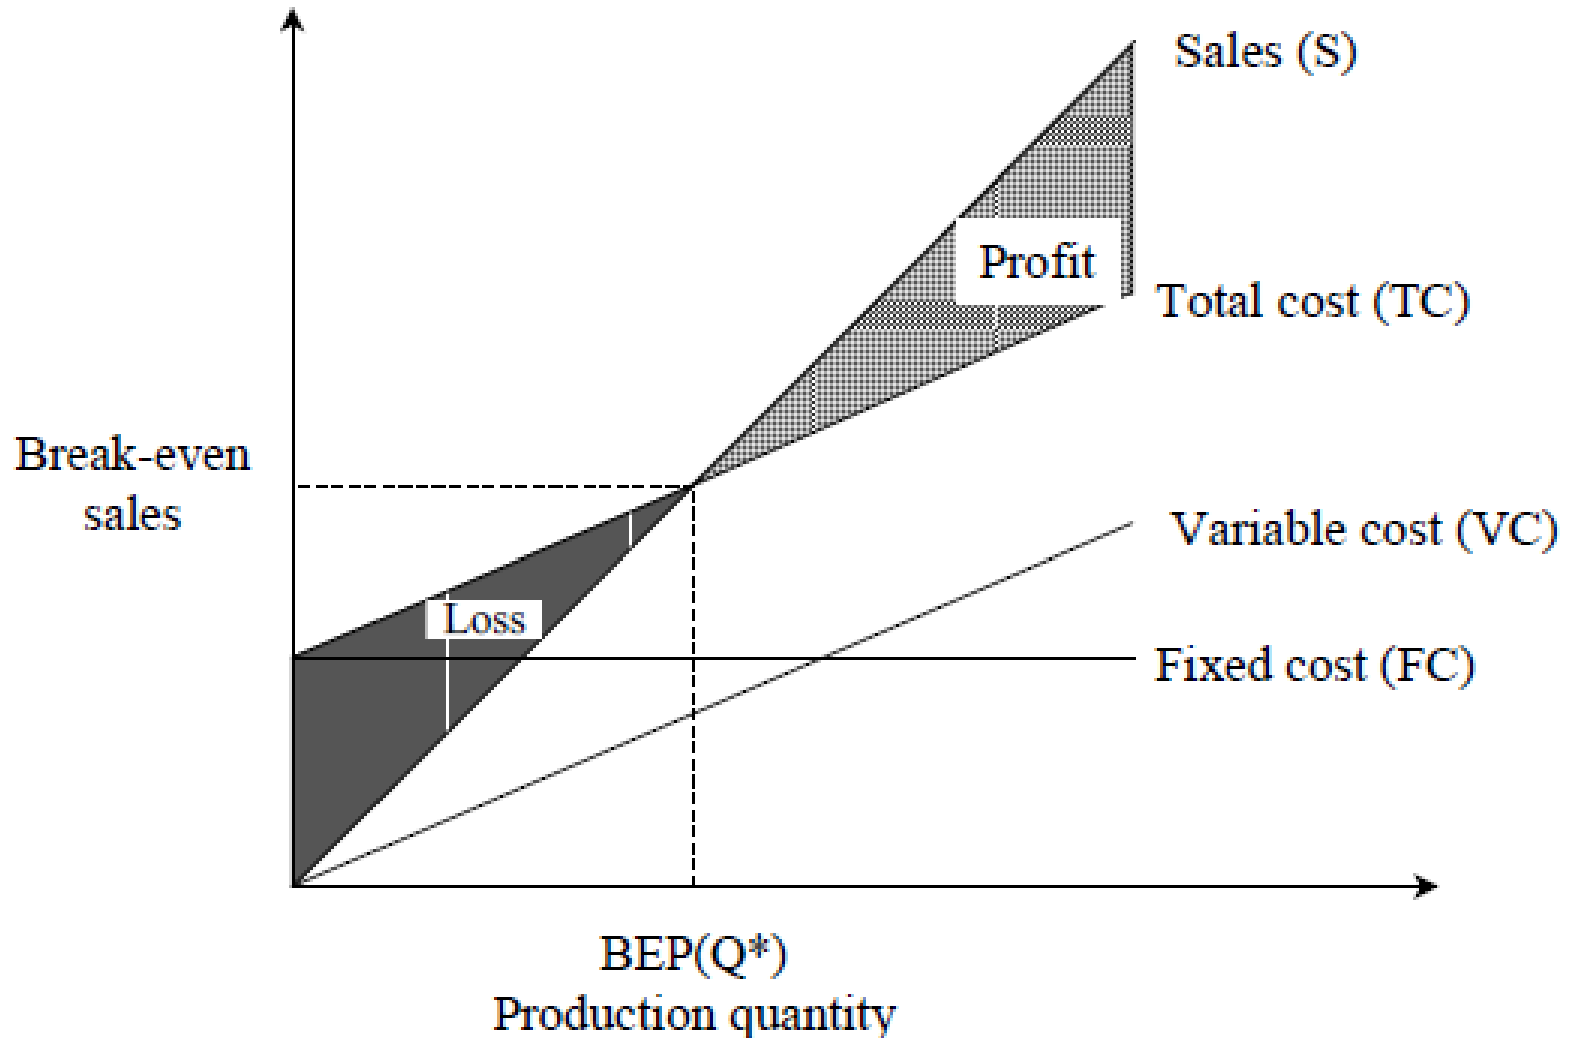 Sales (S)
Profit
Total cost (TC)
Break-even
sales
Variable cost (VC)
Loss
Fixed cost (FC)
BEP(Q*)
Production quantity